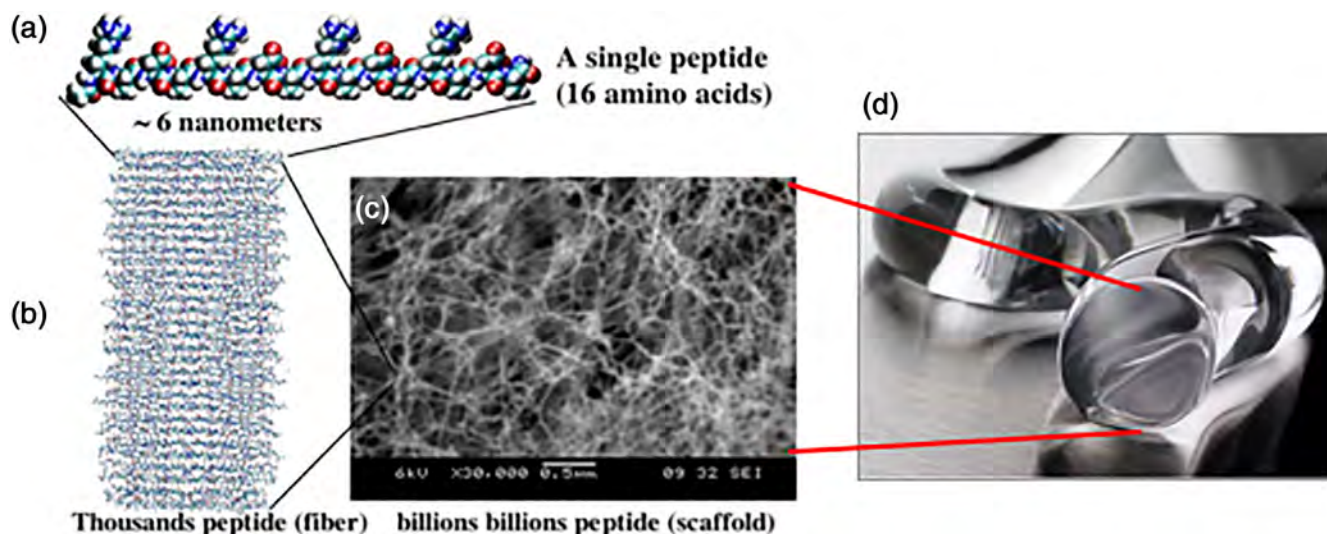 (a)
A single peptide
(16 amino acids)
~ 6 nanometers
(d)
(c)
(b)
6kV X30,000 0.5mm 09 32 SEI
Thousands peptide (fiber)
billions billions peptide (scaffold)